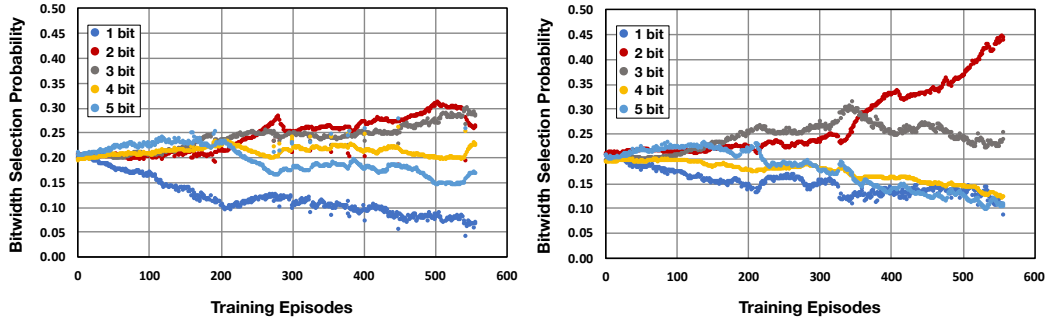 0.50
0.45
0.40
0.35
0.30
0.25
0.20
0.15
0.10
0.05
0.00
Bitwidth Selection Probability
1 bit
2 bit
3 bit
4 bit
5 bit
0 100 200 300 400 500 600
Training Episodes
0.50
0.45
0.40
0.35
0.30
0.25
0.20
0.15
0.10
0.05
0.00
Bitwidth Selection Probability
1 bit
2 bit
3 bit
4 bit
5 bit
0 100 200 300 400 500 600
Training Episodes